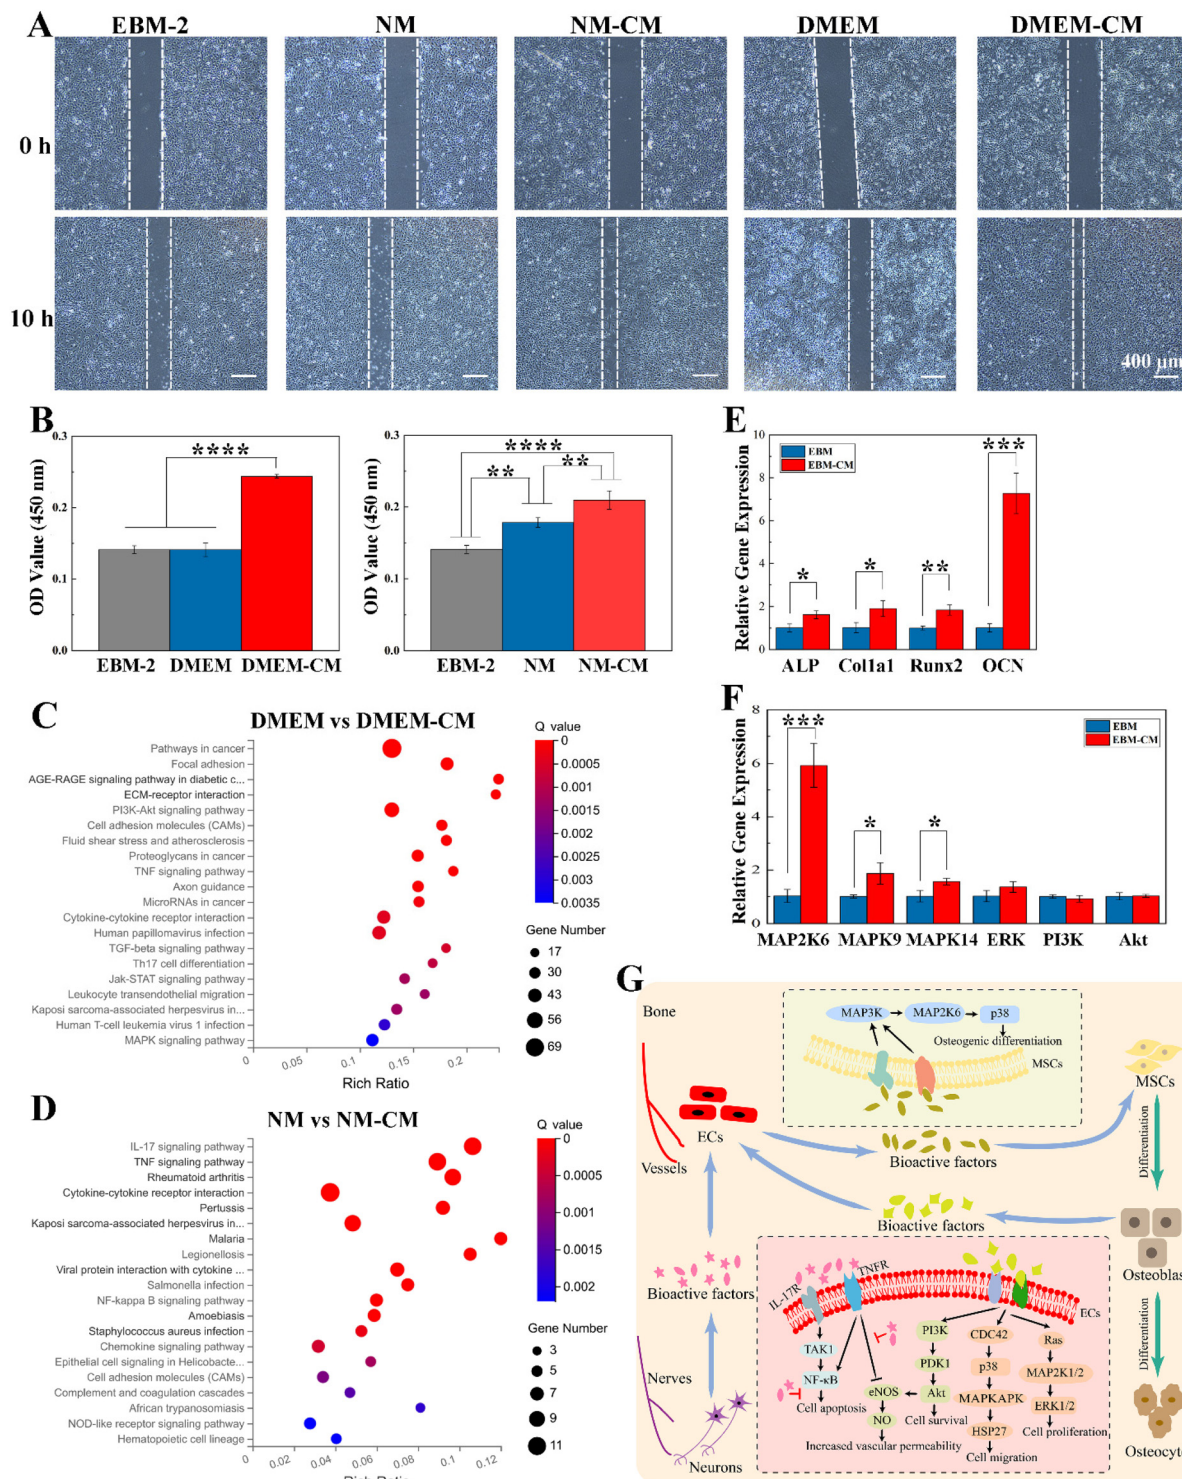 A
EBM-2 NM NM-CM DMEM DMEM-CM
0 h
10 h
400 μm
B
OD Value (450 nm)
0.3
0.2
0.1
0.0
****
EBM-2 DMEM DMEM-CM
OD Value (450 nm)
0.3
0.2
0.1
0.0
****
** **
EBM-2 NM NM-CM
C
DMEM vs DMEM-CM
Pathways in cancer
Focal adhesion
AGE-RAGE signaling pathway in diabetic c...
ECM-receptor interaction
PI3K-Akt signaling pathway
Cell adhesion molecules (CAMs)
Fluid shear stress and atherosclerosis
Proteoglycans in cancer
TNF signaling pathway
Axon guidance
MicroRNAs in cancer
Cytokine-cytokine receptor interaction
Human papillomavirus infection
TGF-beta signaling pathway
Th17 cell differentiation
Jak-STAT signaling pathway
Leukocyte transendothelial migration
Kaposi sarcoma-associated herpesvirus in...
Human T-cell leukemia virus 1 infection
MAPK signaling pathway
0 0.05 0.1 0.15 0.2
Rich Ratio
Q value
0
0.0005
0.001
0.0015
0.002
0.0025
0.003
0.0035
Gene Number
17
30
43
56
69
D
NM vs NM-CM
IL-17 signaling pathway
TNF signaling pathway
Rheumatoid arthritis
Cytokine-cytokine receptor interaction
Pertussis
Kaposi sarcoma-associated herpesvirus in...
Malaria
Legionellosis
Viral protein interaction with cytokine ...
Salmonella infection
NF-kappa B signaling pathway
Amoebiasis
Staphylococcus aureus infection
Chemokine signaling pathway
Epithelial cell signaling in Helicobacte...
Cell adhesion molecules (CAMs)
Complement and coagulation cascades
African trypanosomiasis
NOD-like receptor signaling pathway
Hematopoietic cell lineage
0 0.02 0.04 0.06 0.08 0.1 0.12
Rich Ratio
Q value
0
0.0005
0.001
0.0015
0.002
Gene Number
3
5
7
9
11
E
Relative Gene Expression
10
8
6
4
2
0
EBM
EBM-CM
* * ** ***
ALP Col1a1 Runx2 OCN
F
Relative Gene Expression
8
6
4
2
0
EBM
EBM-CM
*** * *
MAP2K6 MAPK9 MAPK14 ERK PI3K Akt
G
Bone
MAP3K MAP2K6 p38
Osteogenic differentiation
MSCs
MSCs
ECs
Vessels
Bioactive factors
Differentiation
Bioactive factors
Osteoblas
Bioactive factors
IL-17R
TNFR
ECs
TAK1
NF-κB
Cell apoptosis
PI3K
PDK1
Akt
Cell survival
eNOS
NO
Increased vascular permeability
CDC42
p38
MAPKAPK
HSP27
Cell migration
Ras
MAP2K1/2
ERK1/2
Cell proliferation
Differentiation
Nerves
Neurons
Osteocyte